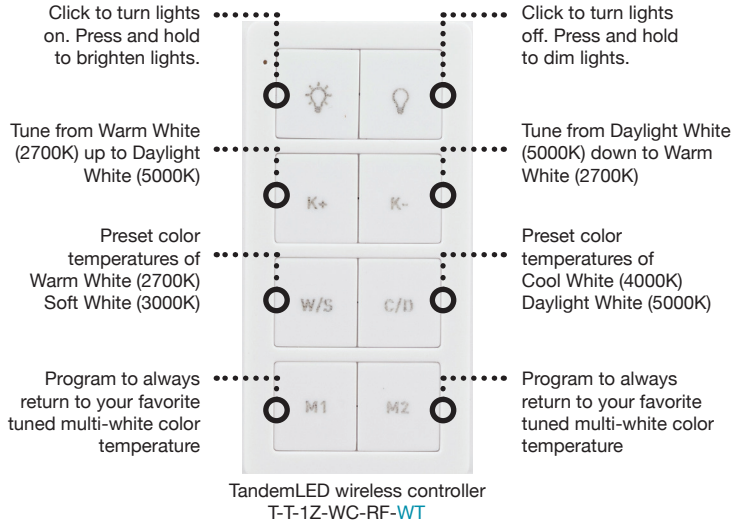 Click to turn lights
on. Press and hold
to brighten lights.
Click to turn lights
off. Press and hold
to dim lights.
Tune from Warm White
(2700K) up to Daylight
White (5000K)
Tune from Daylight White
(5000K) down to Warm
White (2700K)
K+
K-
Preset color
temperatures of
Warm White (2700K)
Soft White (3000K)
Preset color
temperatures of
Cool White (4000K)
Daylight White (5000K)
W/S
C/D
Program to always
return to your favorite
tuned multi-white color
temperature
Program to always
return to your favorite
tuned multi-white color
temperature
M1
M2
TandemLED wireless controller
T-T-1Z-WC-RF-WT